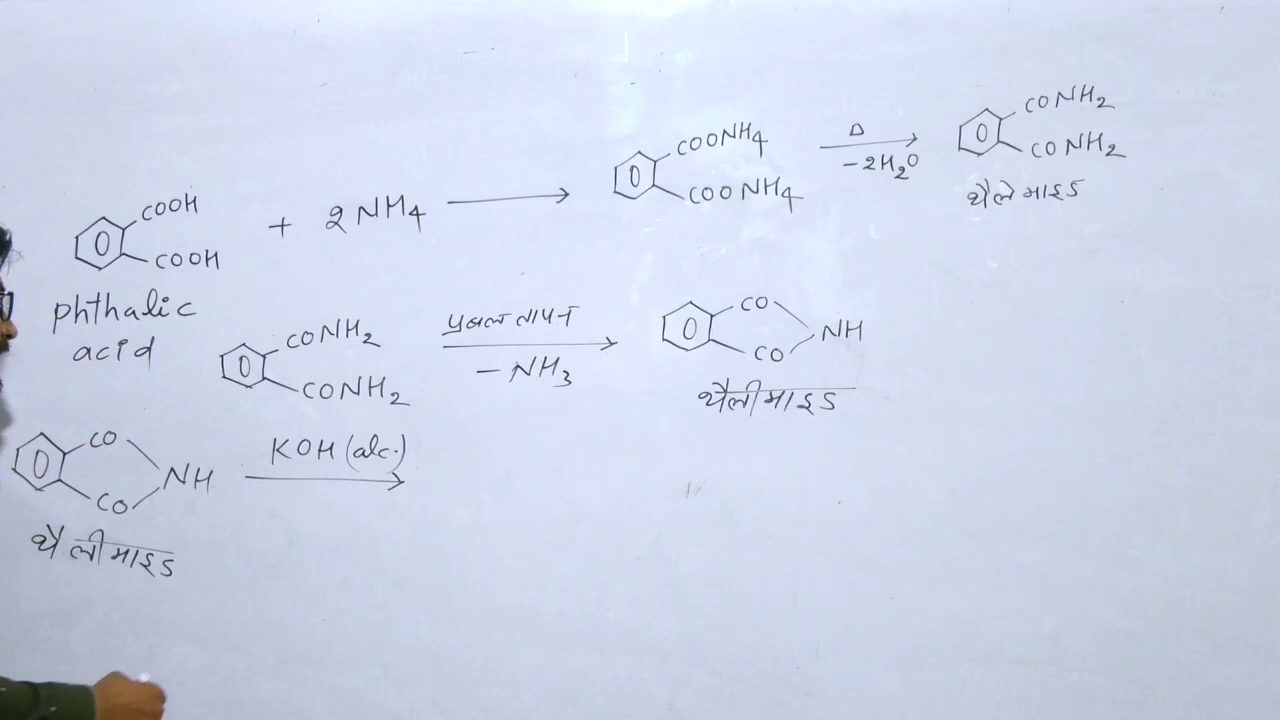 COOH
COOH
+ 2NH4 ⟶
COONH4
COONH4
Δ
-2H2O
CONH2
CONH2
थैलेमाइड
phthalic
acid
CONH2
CONH2
प्रबल तापन
- NH3
CO
CO
NH
थैलीमाइड
CO
CO
NH
KOH (alc.)
थैलीमाइड